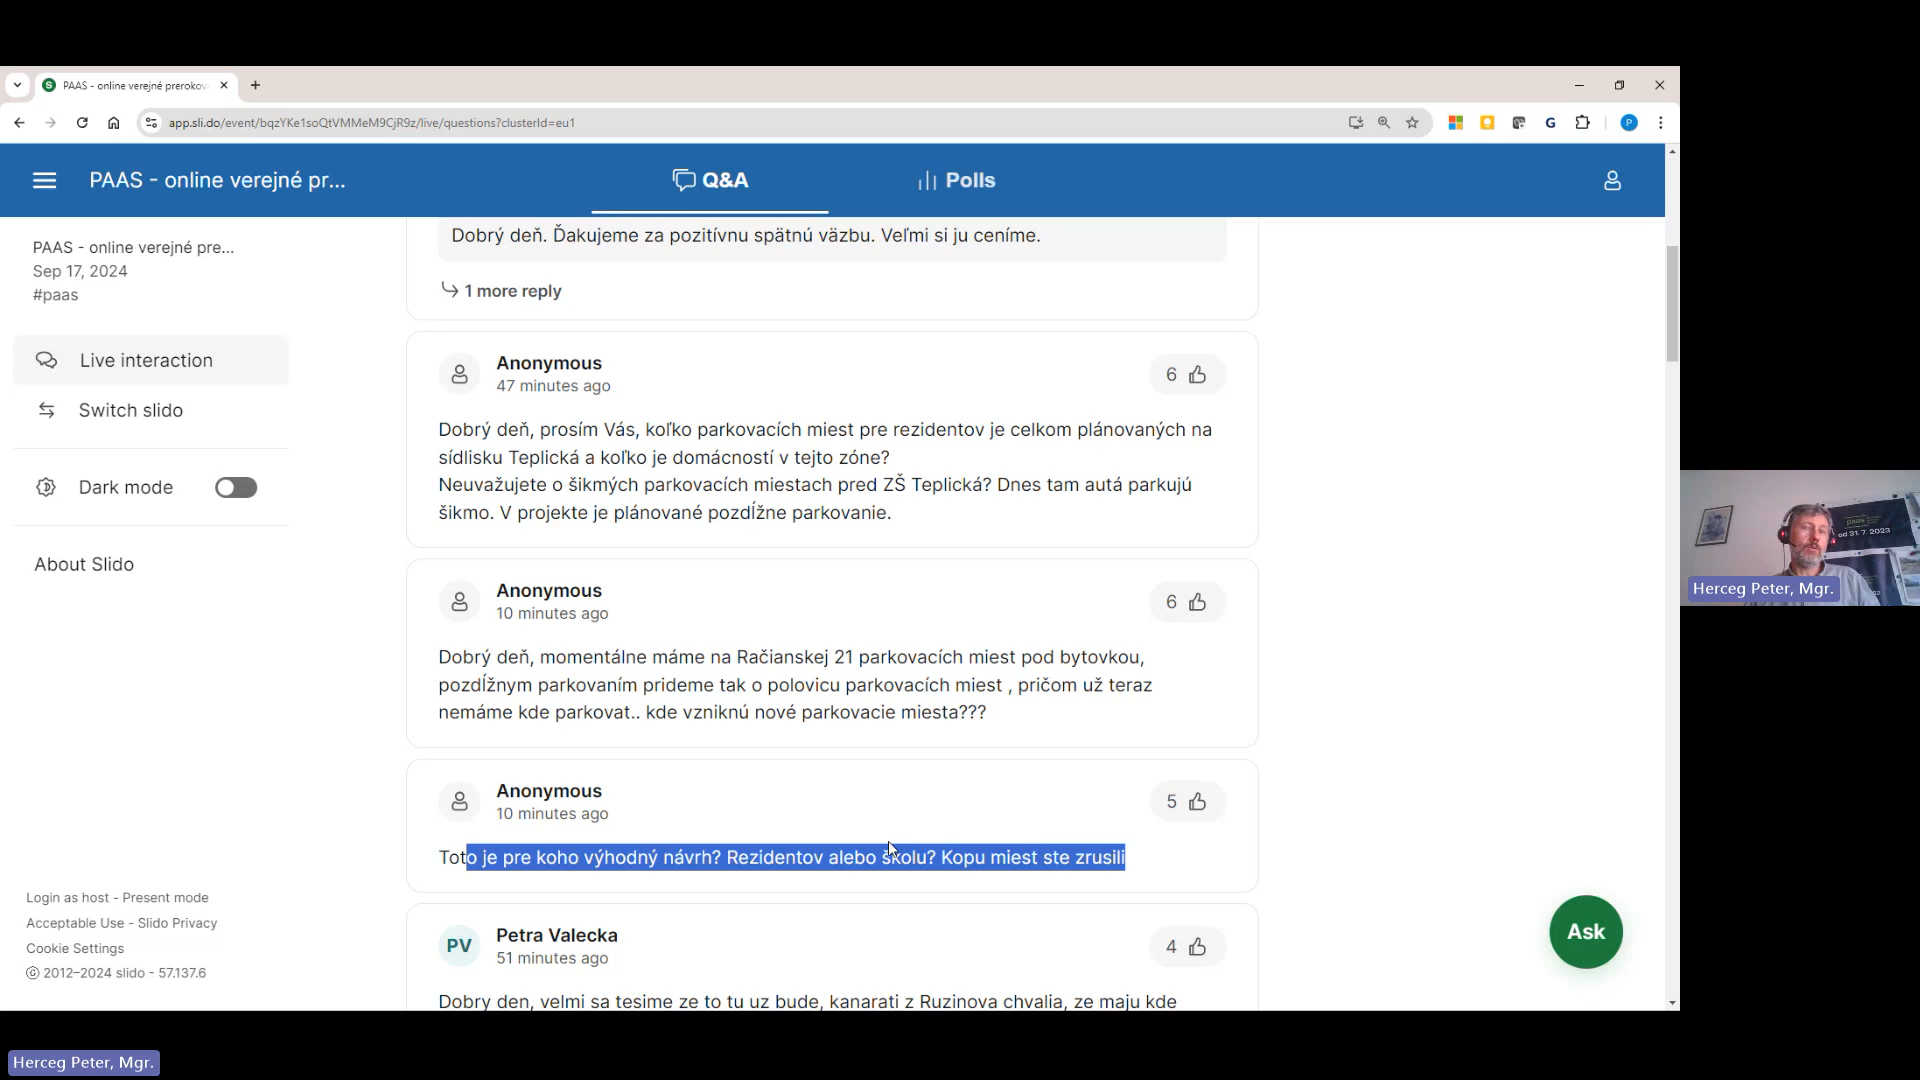 PAAS - online verejné prerokov
app.sli.do/event/bqzYKe1soQtVMMeM9CjR9z/live/questions?clusterId=eu1
G
P
PAAS - online verejné pr...
Q&A
Polls
PAAS - online verejné pre...
Sep 17, 2024
#paas
Live interaction
Switch slido
Dark mode
About Slido
Login as host - Present mode
Acceptable Use - Slido Privacy
Cookie Settings
© 2012–2024 slido - 57.137.6
Dobrý deň. Ďakujeme za pozitívnu spätnú väzbu. Veľmi si ju ceníme.
1 more reply
Anonymous
47 minutes ago
6
Dobrý deň, prosím Vás, koľko parkovacích miest pre rezidentov je celkom plánovaných na
sídlisku Teplická a koľko je domácností v tejto zóne?
Neuvažujete o šikmých parkovacích miestach pred ZŠ Teplická? Dnes tam autá parkujú
šikmo. V projekte je plánované pozdĺžne parkovanie.
Anonymous
10 minutes ago
6
Dobrý deň, momentálne máme na Račianskej 21 parkovacích miest pod bytovkou,
pozdĺžnym parkovaním prideme tak o polovicu parkovacích miest , pričom už teraz
nemáme kde parkovat.. kde vzniknú nové parkovacie miesta???
Anonymous
10 minutes ago
5
Toto je pre koho výhodný návrh? Rezidentov alebo školu? Kopu miest ste zrusili
PV
Petra Valecka
51 minutes ago
4
Dobry den, velmi sa tesime ze to tu uz bude, kanarati z Ruzinova chvalia, ze maju kde
Ask
paas
od 31. 7. 2023
Herceg Peter, Mgr.
Herceg Peter, Mgr.